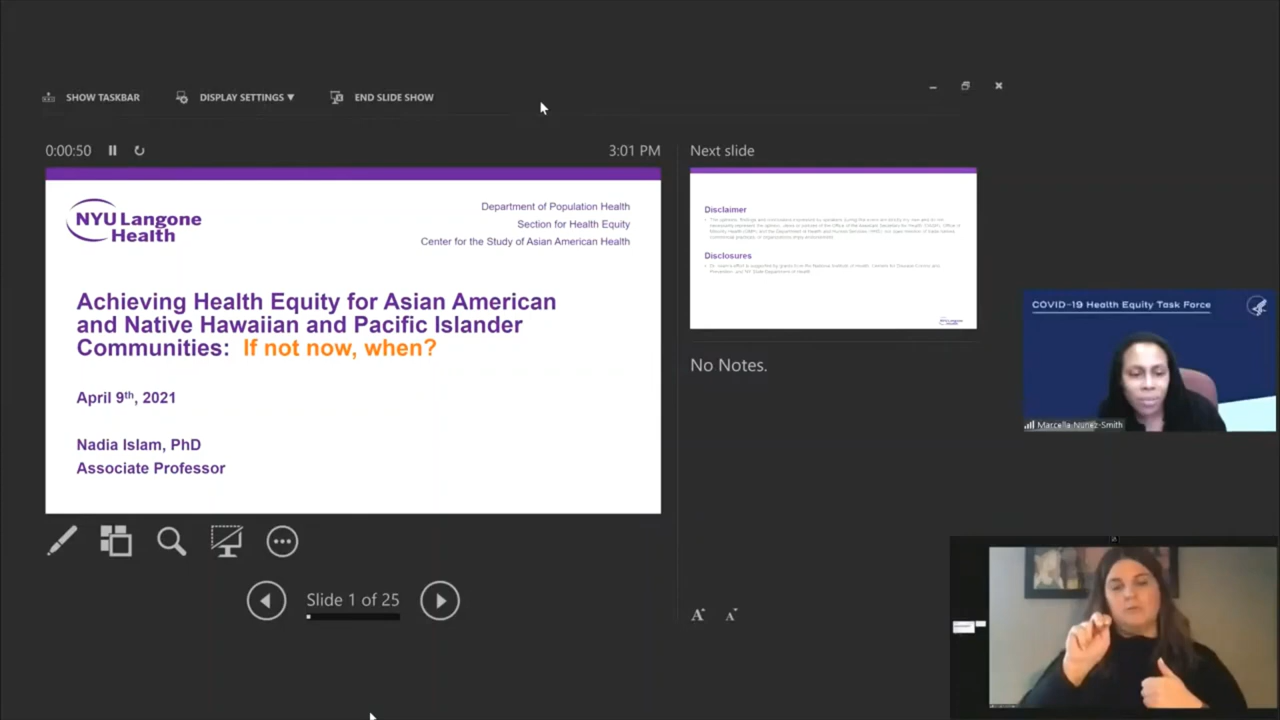 SHOW TASKBAR
DISPLAY SETTINGS ▼
END SLIDE SHOW
0:00:50
3:01 PM
NYU Langone
Health
Department of Population Health
Section for Health Equity
Center for the Study of Asian American Health
Achieving Health Equity for Asian American
and Native Hawaiian and Pacific Islander
Communities: If not now, when?
April 9th, 2021
Nadia Islam, PhD
Associate Professor
Slide 1 of 25
Next slide
Disclaimer
Disclosures
No Notes.
A A
COVID-19 Health Equity Task Force
Marcella Nunez-Smith